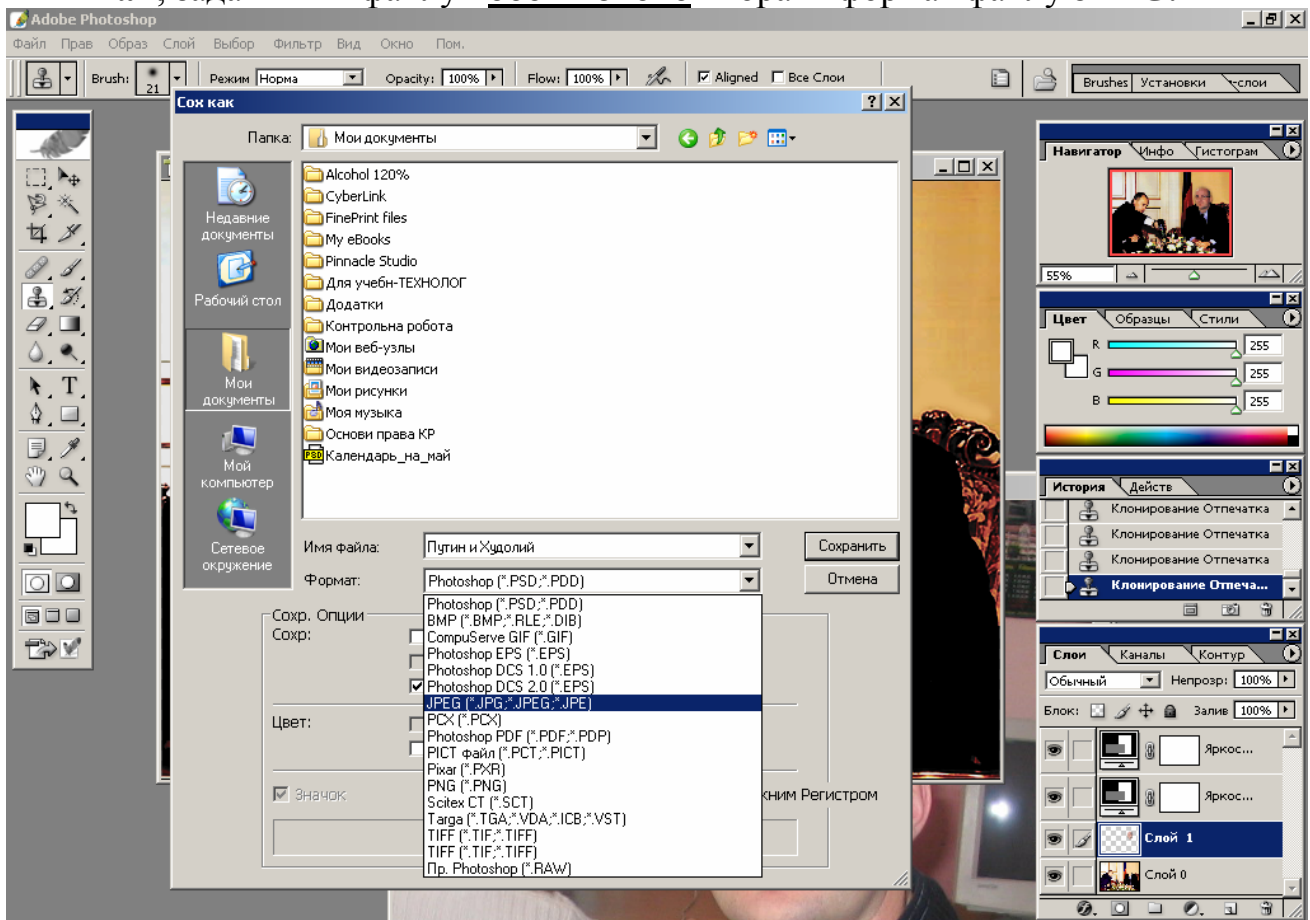 Adobe Photoshop
Файл Прав Образ Слой Выбор Фильтр Вид Окно Пом.
Brush: 21 Режим Норма Opacity: 100% Flow: 100% Aligned Все Слои Brushes Установки т-слои
Сох как
Папка: Мои документы
Недавние документы
Рабочий стол
Мои документы
Мой компьютер
Сетевое окружение
Alcohol 120%
CyberLink
FinePrint files
My eBooks
Pinnacle Studio
Для учебн-ТЕХНОЛОГ
Додатки
Контрольна робота
Мои веб-узлы
Мои видеозаписи
Мои рисунки
Моя музыка
Основи права КР
Календарь_на_май
Имя файла: Путин и Худолий Сохранить
Формат: Photoshop (*.PSD;*.PDD) Отмена
Photoshop (*.PSD;*.PDD)
BMP (*.BMP;*.RLE;*.DIB)
CompuServe GIF (*.GIF)
Photoshop EPS (*.EPS)
Photoshop DCS 1.0 (*.EPS)
Photoshop DCS 2.0 (*.EPS)
JPEG (*.JPG;*.JPEG;*.JPE)
PCX (*.PCX)
Photoshop PDF (*.PDF;*.PDP)
PICT файл (*.PCT;*.PICT)
Pixar (*.PXR)
PNG (*.PNG)
Scitex CT (*.SCT)
Targa (*.TGA;*.VDA;*.ICB;*.VST)
TIFF (*.TIF;*.TIFF)
TIFF (*.TIF;*.TIFF)
Пр. Photoshop (*.RAW)
Сохр. Опции
Сохр:
Цвет:
Значок
жним Регистром
Навигатор Инфо Гистограм
55%
Цвет Образцы Стили
R 255
G 255
B 255
История Действ
Клонирование Отпечатка
Клонирование Отпечатка
Клонирование Отпечатка
Клонирование Отпеча...
Слои Каналы Контур
Обычный Непрозр: 100%
Блок: Залив 100%
Яркос...
Яркос...
Слой 1
Слой 0